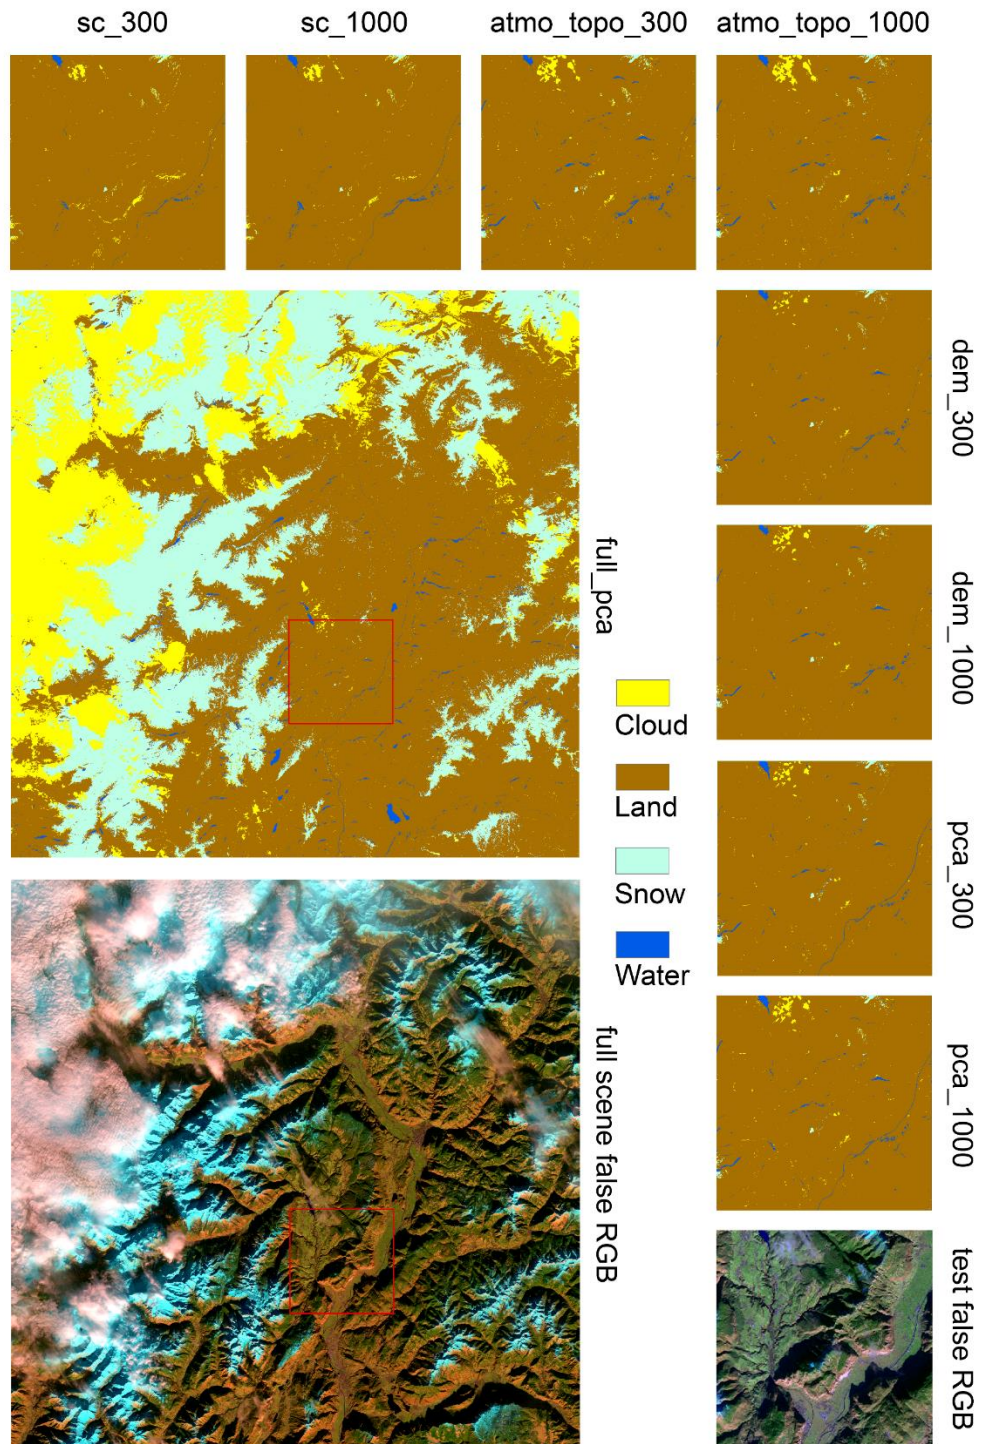 sc_300
sc_1000
atmo_topo_300
atmo_topo_1000
dem_300
dem_1000
pca_300
pca_1000
test false RGB
full_pca
Cloud
Land
Snow
Water
full scene false RGB